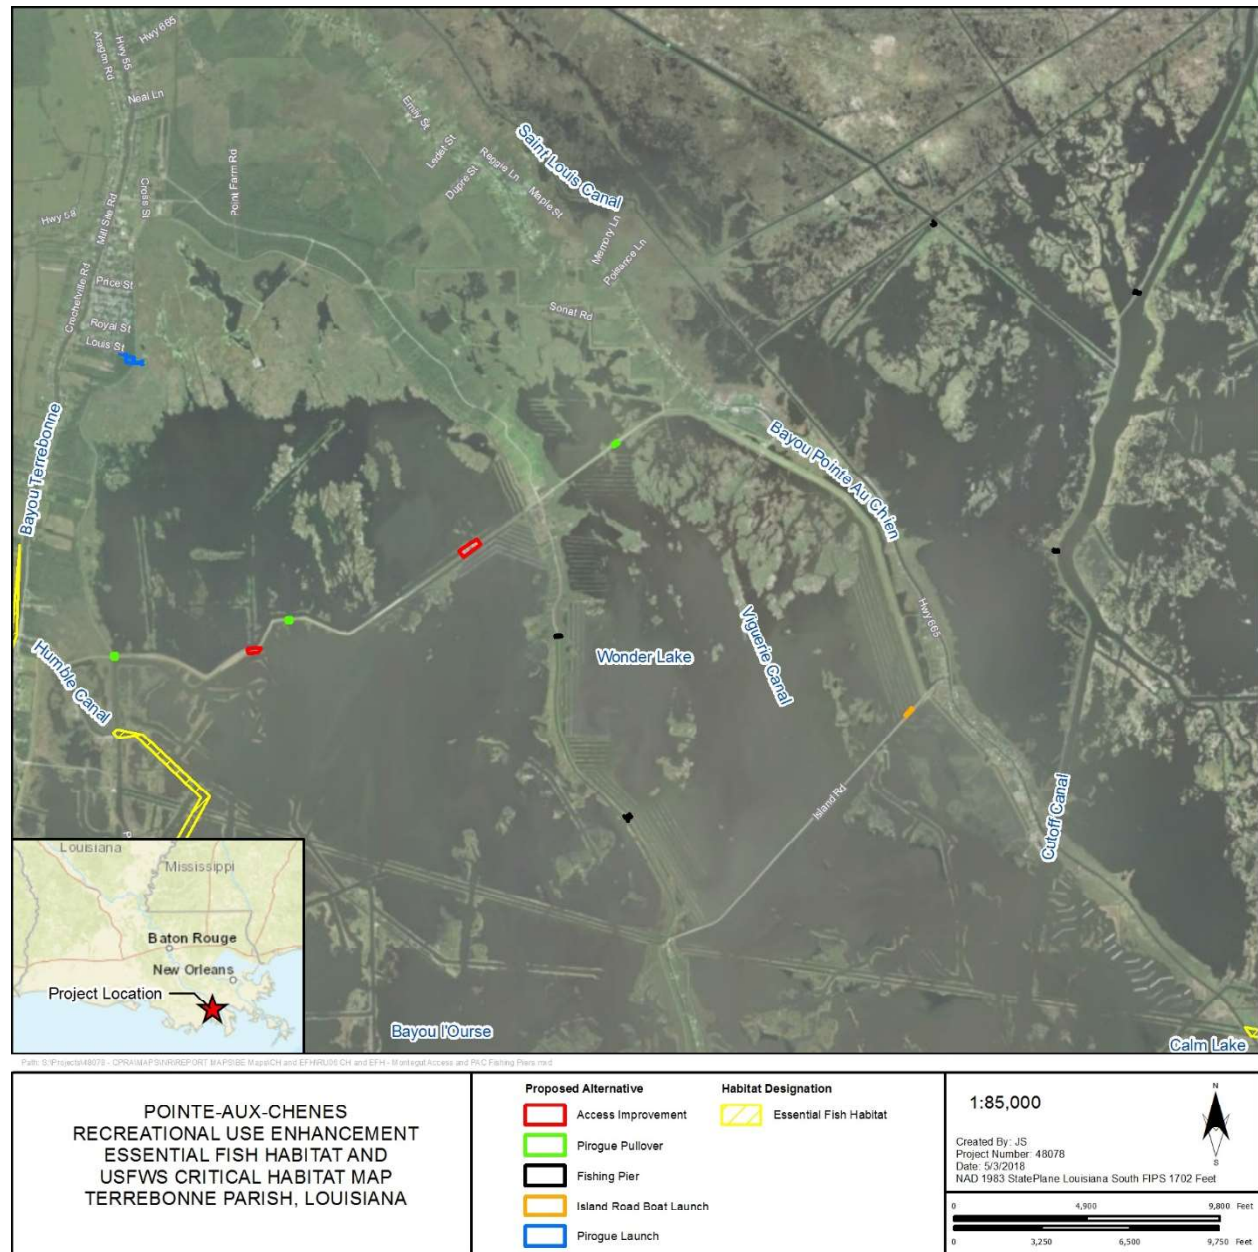 Hwy 665
Hwy 55
Aragon Rd
Neal Ln
Emay St
Ledet St
Reggie Ln
Dupre St
Maple St
Saint Louis Canal
Cross St
Point Farm Rd
Mill Site Rd
Memory Ln
Hwy 58
Crochetville Rd
Price St
Sonat Rd
Royal St
Louis St
Bayou Terrebonne
Bayou Pointe Au Chien
Hwy 665
Wonder Lake
Viguerie Canal
Humble Canal
Island Rd
Cutoff Canal
Louisiana
Mississippi
Baton Rouge
New Orleans
Project Location
Bayou l'Ourse
Calm Lake
POINTE-AUX-CHENES
RECREATIONAL USE ENHANCEMENT
ESSENTIAL FISH HABITAT AND
USFWS CRITICAL HABITAT MAP
TERREBONNE PARISH, LOUISIANA
Proposed Alternative
Access Improvement
Pirogue Pullover
Fishing Pier
Island Road Boat Launch
Pirogue Launch
Habitat Designation
Essential Fish Habitat
1:85,000
N
S
Created By: JS
Project Number: 48078
Date: 5/3/2018
NAD 1983 StatePlane Louisiana South FIPS 1702 Feet
0 4,900 9,800 Feet
0 3,250 6,500 9,750 Feet